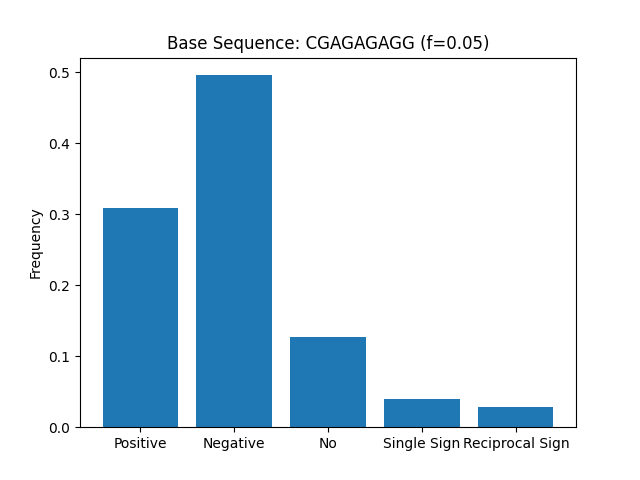 Base Sequence: CGAGAGAGG (f=0.05)
0.5
0.4
0.3
0.2
0.1
0.0
Frequency
Positive Negative No Single Sign Reciprocal Sign